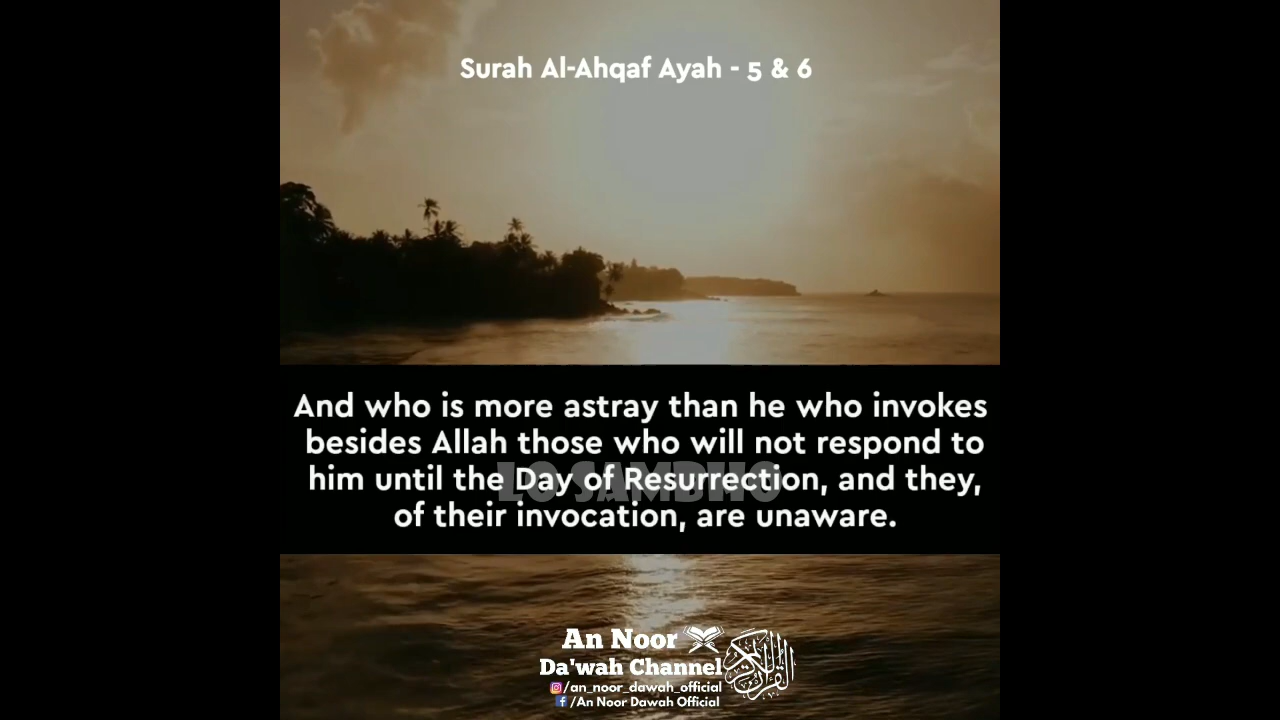 Surah Al-Ahqaf Ayah - 5 & 6
And who is more astray than he who invokes
besides Allah those who will not respond to
him until the Day of Resurrection, and they,
of their invocation, are unaware.
LO SAMBHO
An Noor
Da'wah Channel
/an_noor_dawah_official
/An Noor Dawah Official